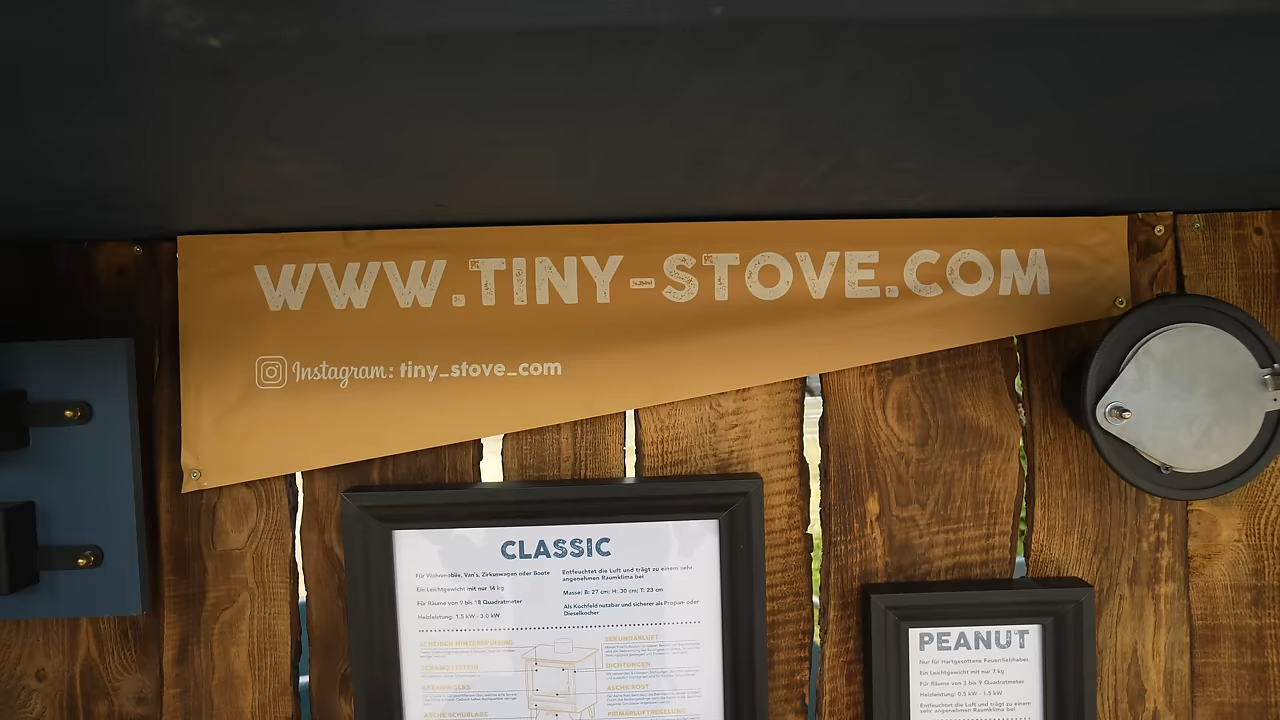 WWW.TINY-STOVE.COM
Instagram: tiny_stove_com
CLASSIC
Für Wohnmobile, Van's, Zirkuswagen oder Boote
Ein Leichtgewicht mit nur 14 kg
Für Räume von 9 bis 18 Quadratmeter
Heizleistung: 1.5 kW - 3.0 kW
Entfeuchtet die Luft und trägt zu einem sehr
angenehmen Raumklima bei
Masse: B: 27 cm; H: 30 cm; T: 23 cm
Als Kochfeld nutzbar und sicherer als Propan- oder
Dieselkocher
SCHEIBEN HINTERSPÜLUNG
SCHAMOTTSTEIN
KERAMIKGLAS
ASCHE SCHUBLADE
SEKUNDÄRLUFT
DICHTUNGEN
ASCHE ROST
PRIMÄRLUFTREGELUNG
PEANUT
Nur für Hartgesottene Feuerliebhaber
Ein Leichtgewicht mit nur 7 kg
Für Räume von 3 bis 9 Quadratmeter
Heizleistung: 0.5 kW - 1.5 kW
Entfeuchtet die Luft und trägt zu einem
sehr angenehmen Raumklima bei